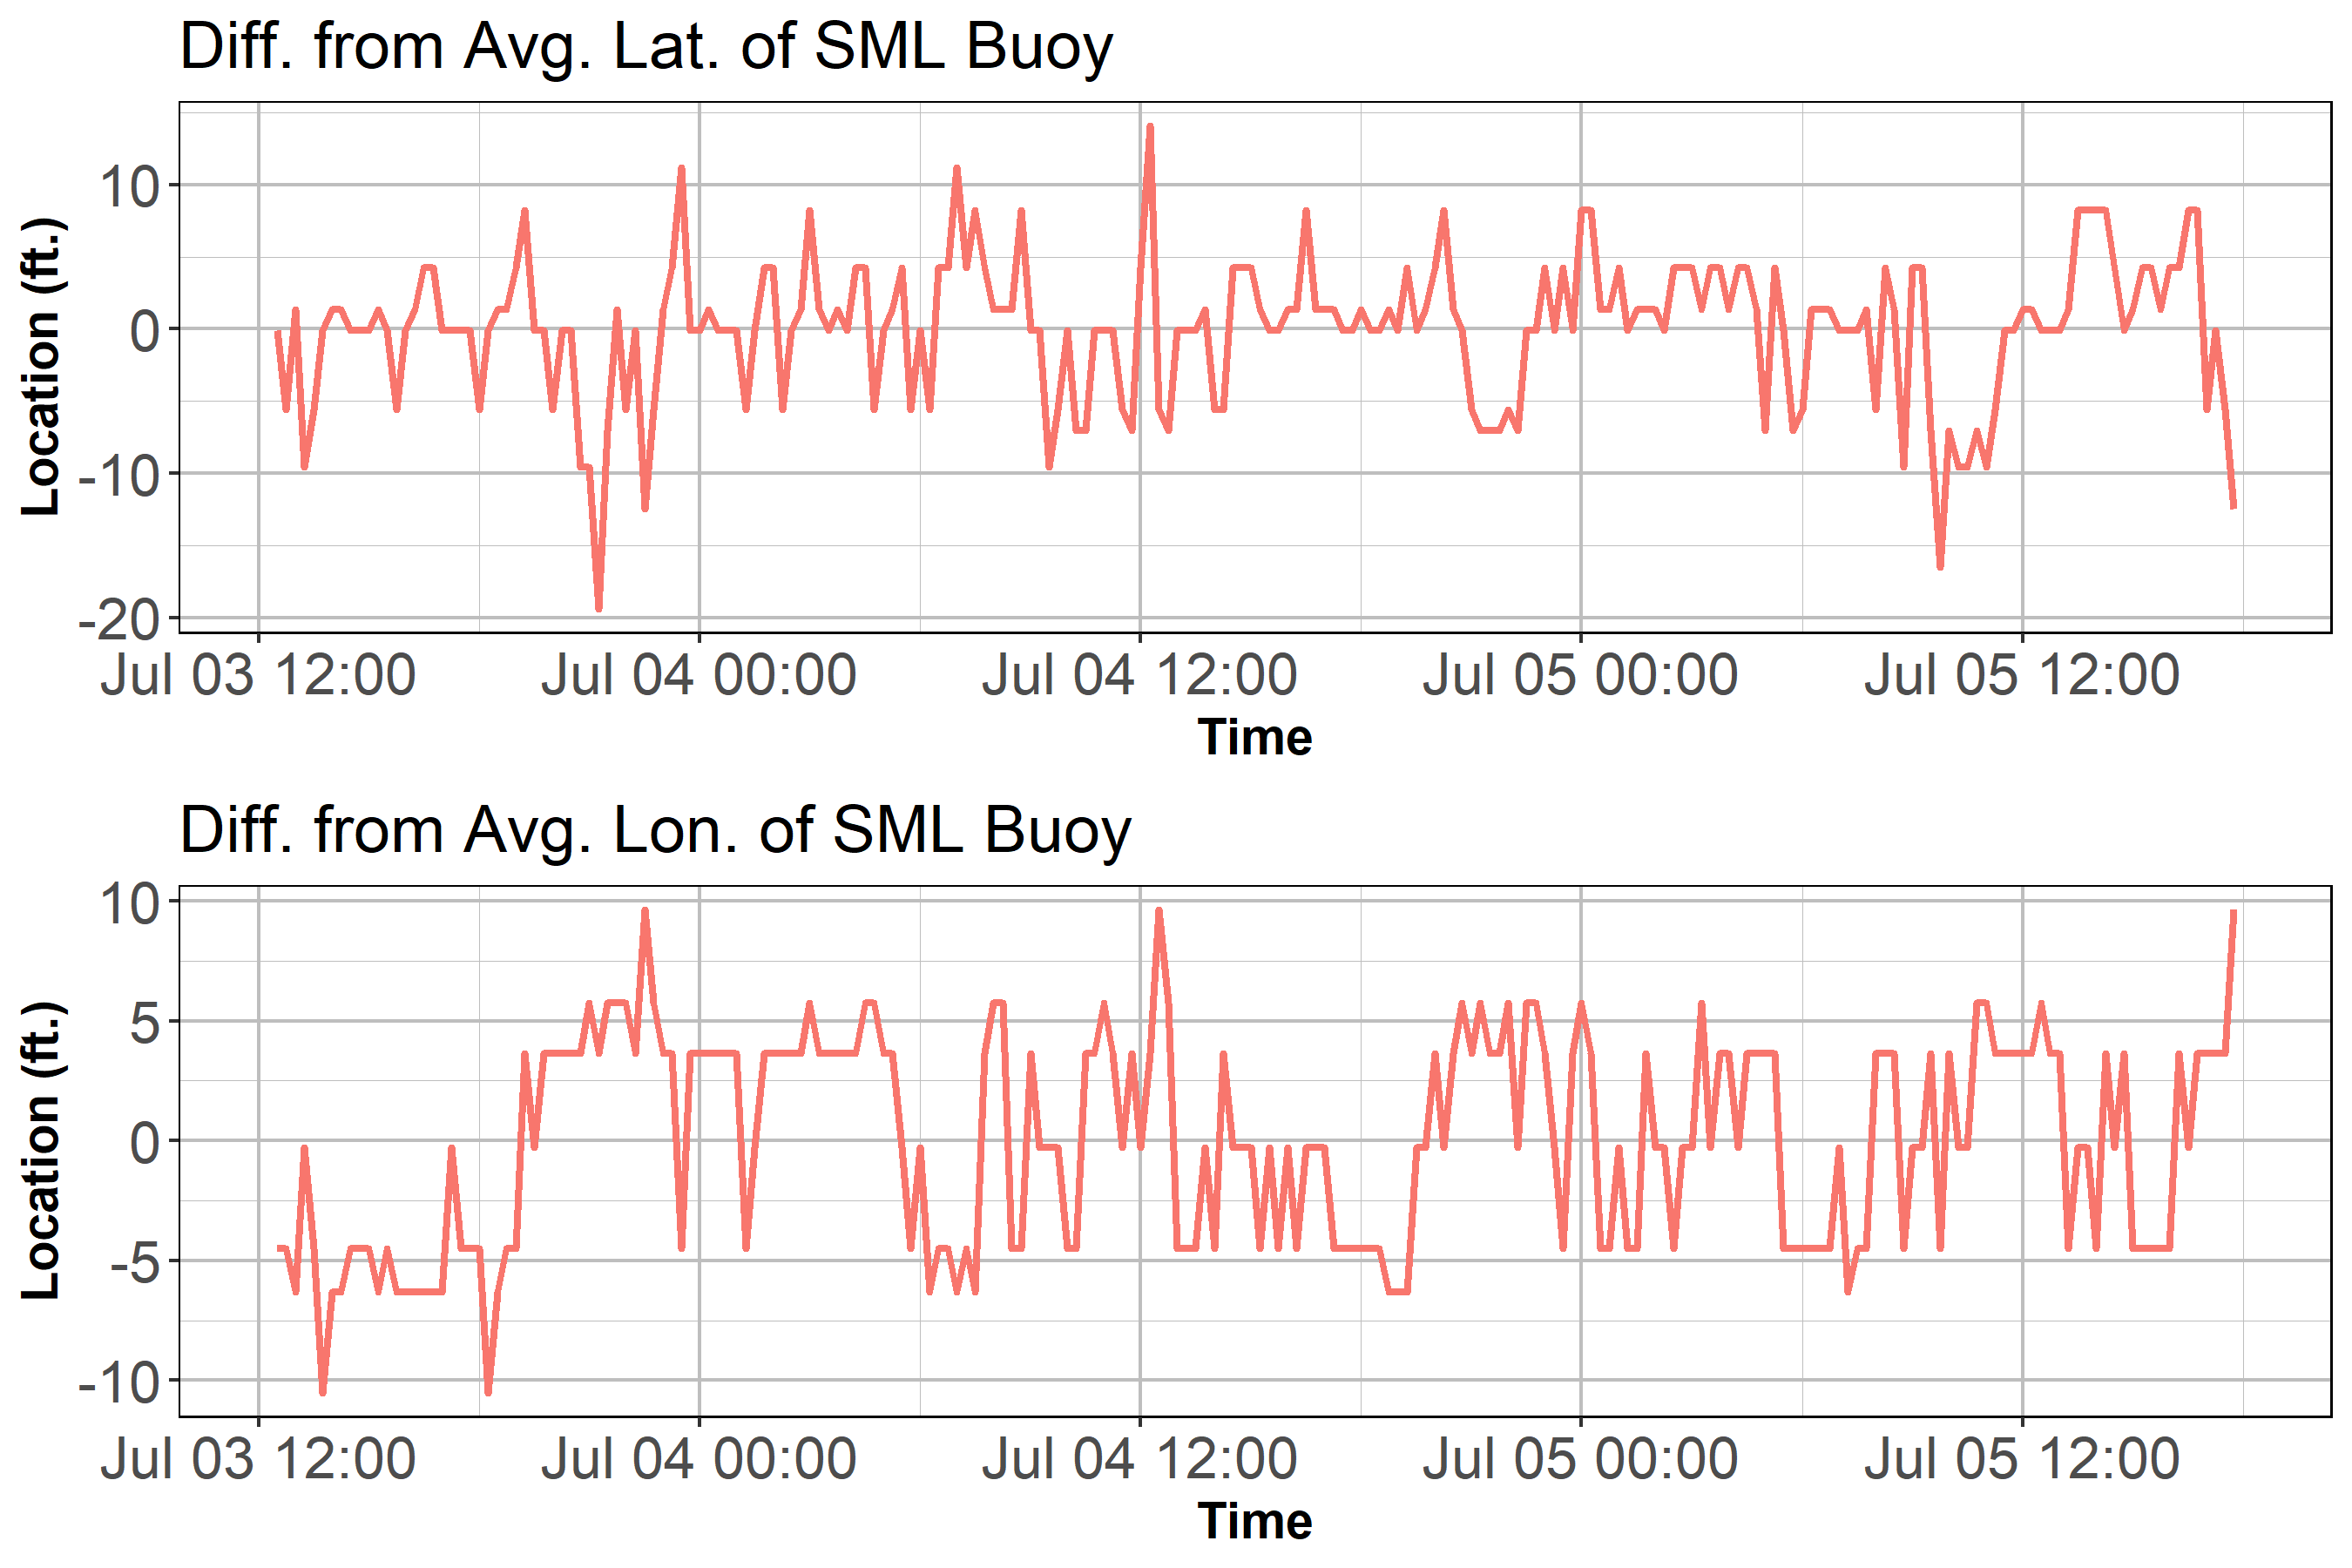 Diff. from Avg. Lat. of SML Buoy
Location (ft.)
10
0
-10
-20
Jul 03 12:00 Jul 04 00:00 Jul 04 12:00 Jul 05 00:00 Jul 05 12:00
Time
Diff. from Avg. Lon. of SML Buoy
Location (ft.)
10
5
0
-5
-10
Jul 03 12:00 Jul 04 00:00 Jul 04 12:00 Jul 05 00:00 Jul 05 12:00
Time